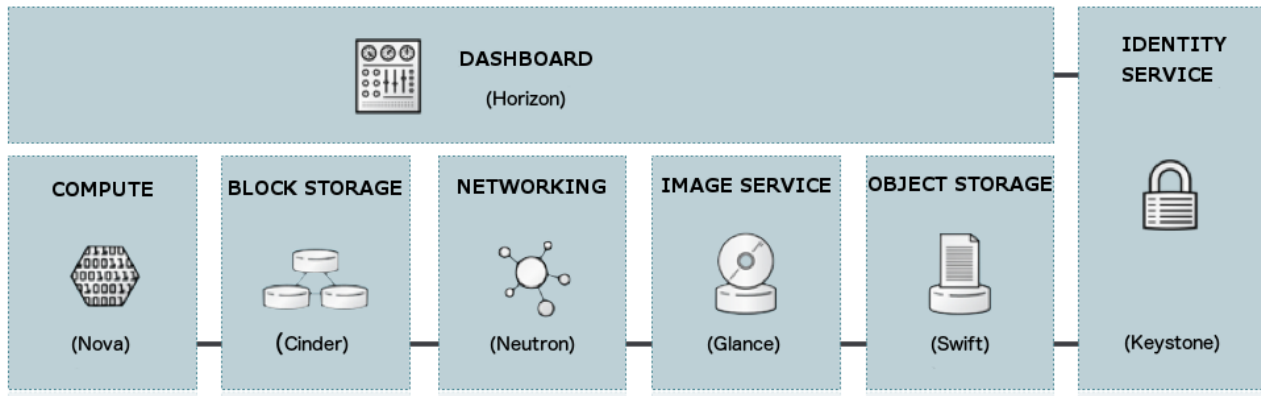 DASHBOARD
(Horizon)
IDENTITY
SERVICE
(Keystone)
COMPUTE
(Nova)
BLOCK STORAGE
(Cinder)
NETWORKING
(Neutron)
IMAGE SERVICE
(Glance)
OBJECT STORAGE
(Swift)